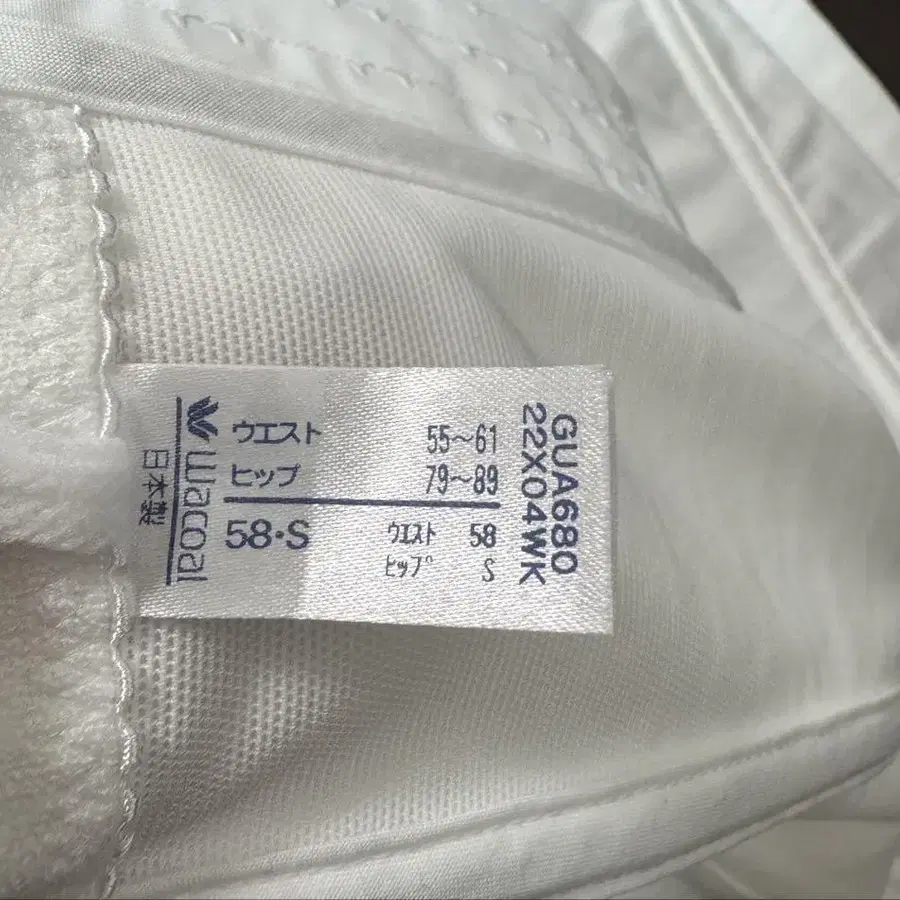 Wacoal
日本製
ウエスト 55～61
ヒップ 79～89
58・S
ウエスト 58
ヒップ S
GUA680
22X04WK